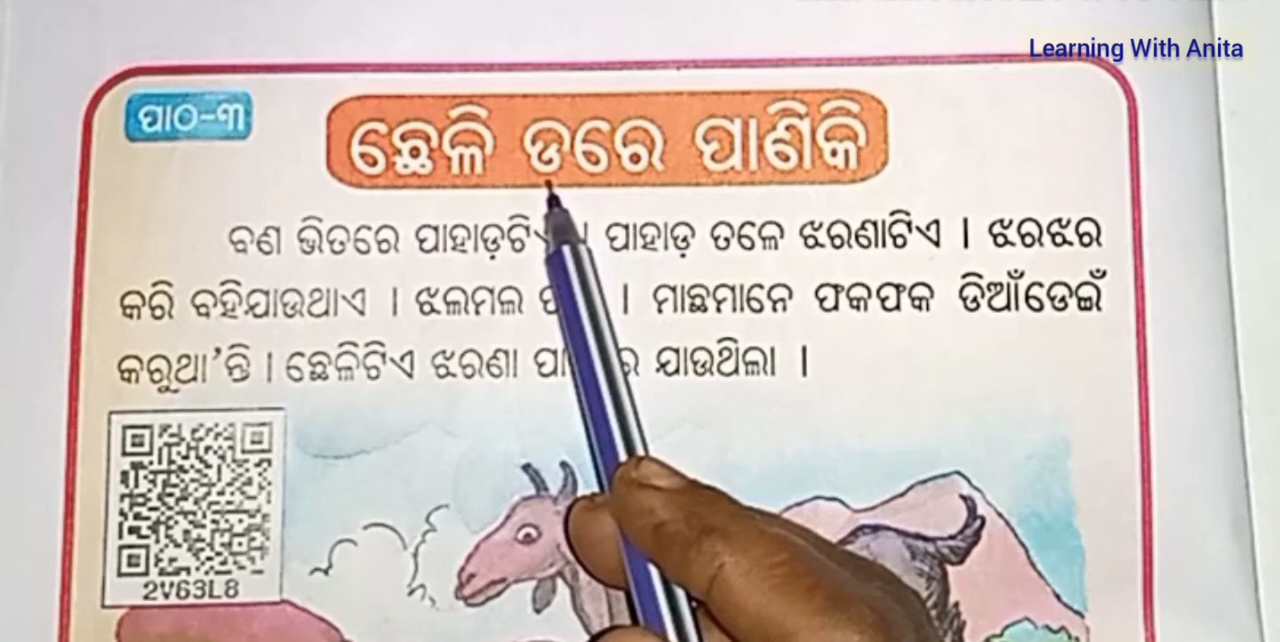 Learning With Anita
ପାଠ-୩
ଛେଳି ଡରେ ପାଣିକି
ବଣ ଭିତରେ ପାହାଡ଼ଟିଏ । ପାହାଡ଼ ତଳେ ଝରଣାଟିଏ । ଝରଝର
କରି ବହିଯାଉଥାଏ । ଝଲମଲ । ମାଛମାନେ ଫକଫକ ଡିଆଁଡେଇଁ
କରୁଥା'ନ୍ତି । ଛେଳିଟିଏ ଝରଣା ଯାଉଥିଲା ।
2V63L8